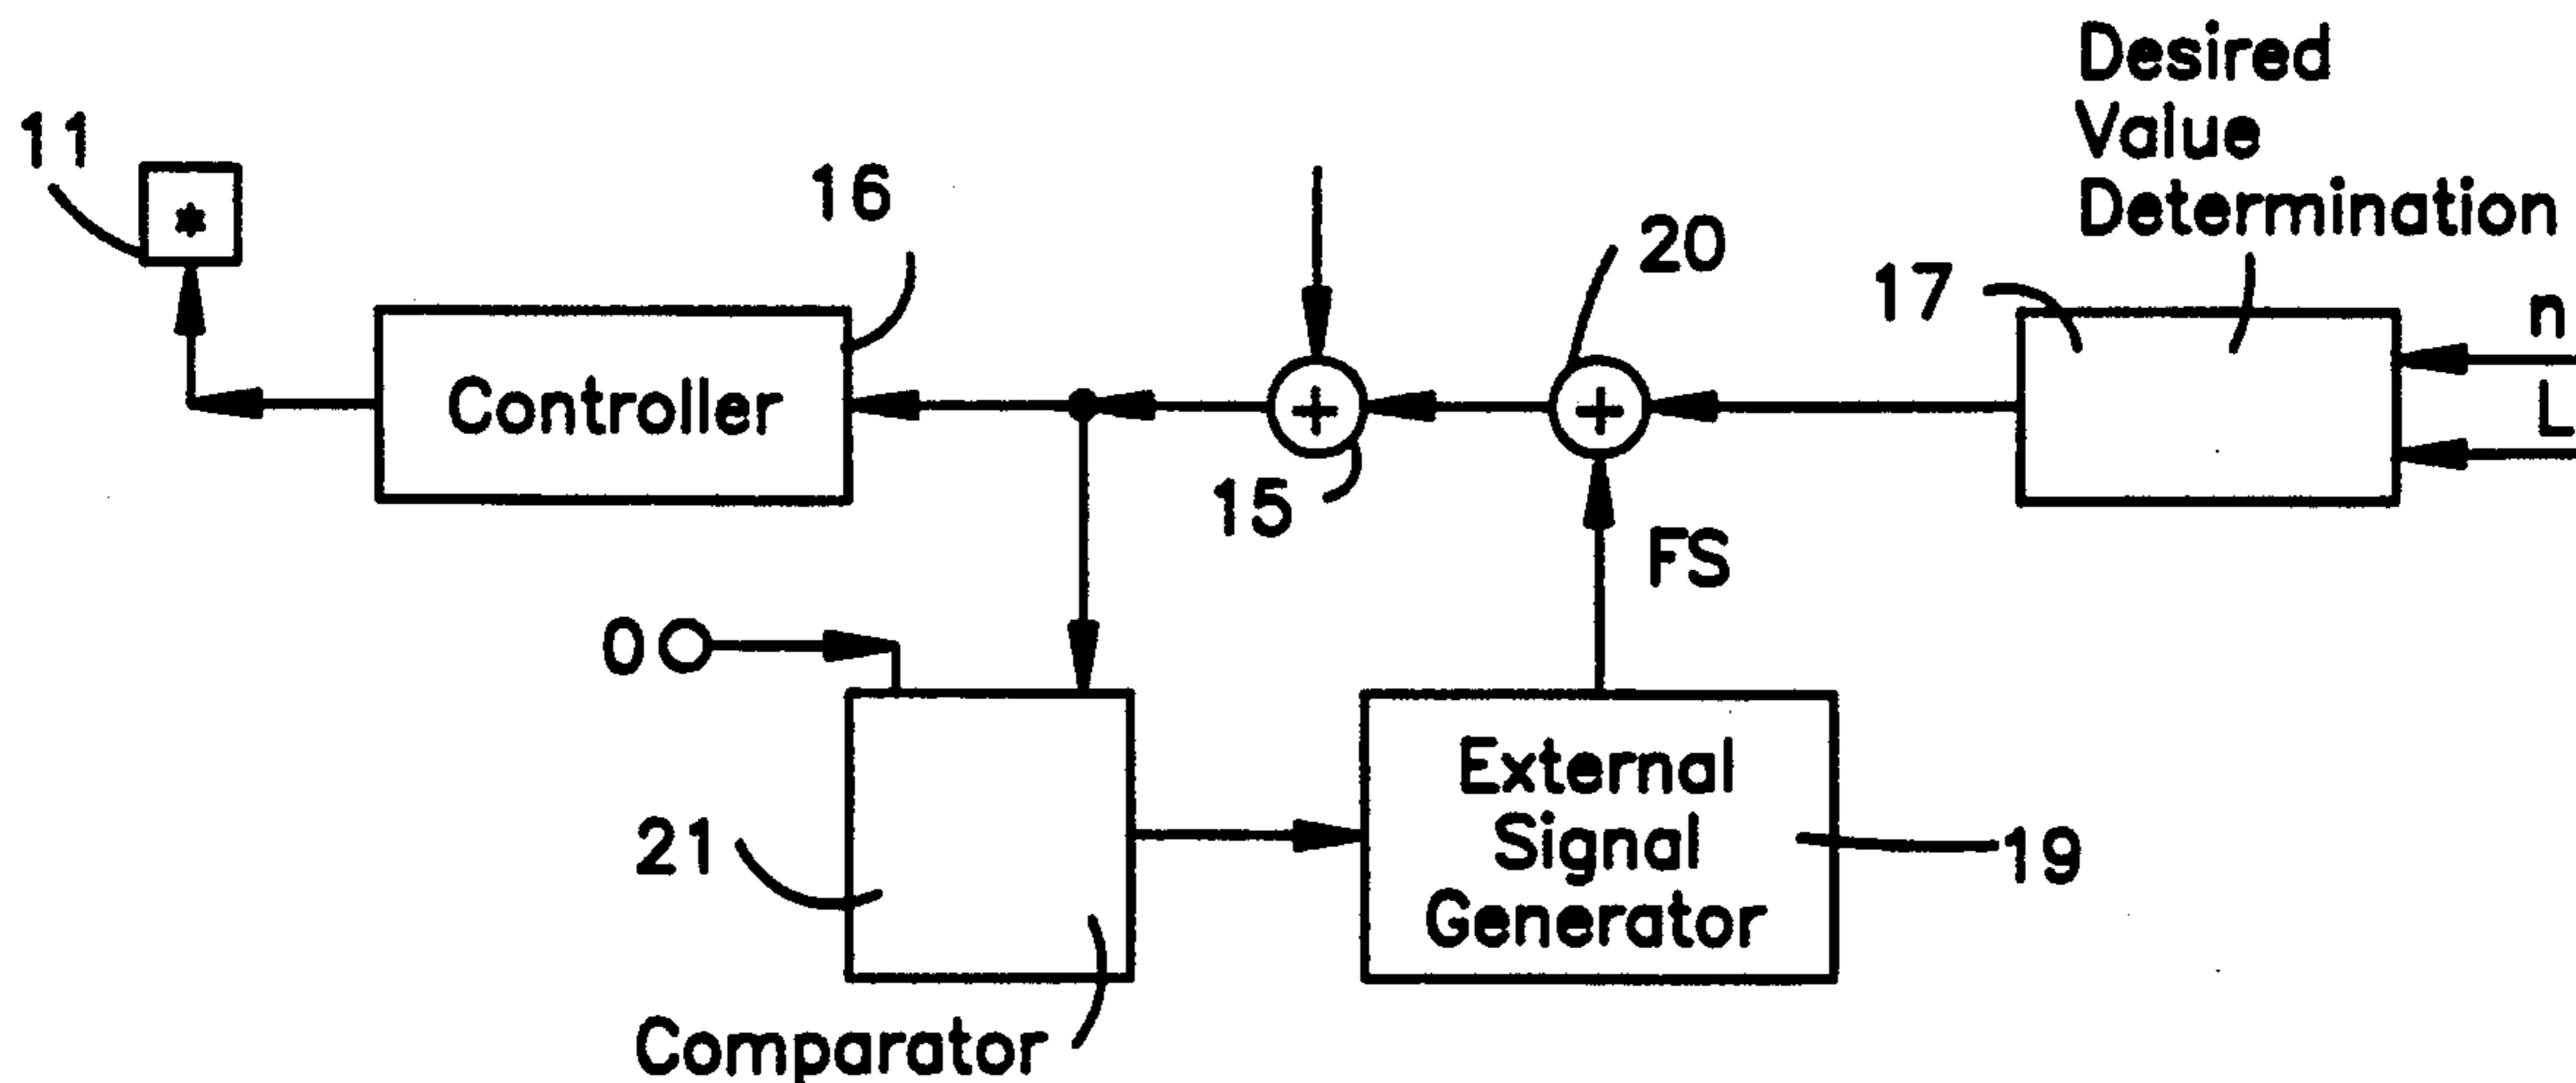 Desired
Value
Determination
11
*
16
20
17
n
L
Controller
+
+
15
FS
0
21
External
Signal
Generator
19
Comparator